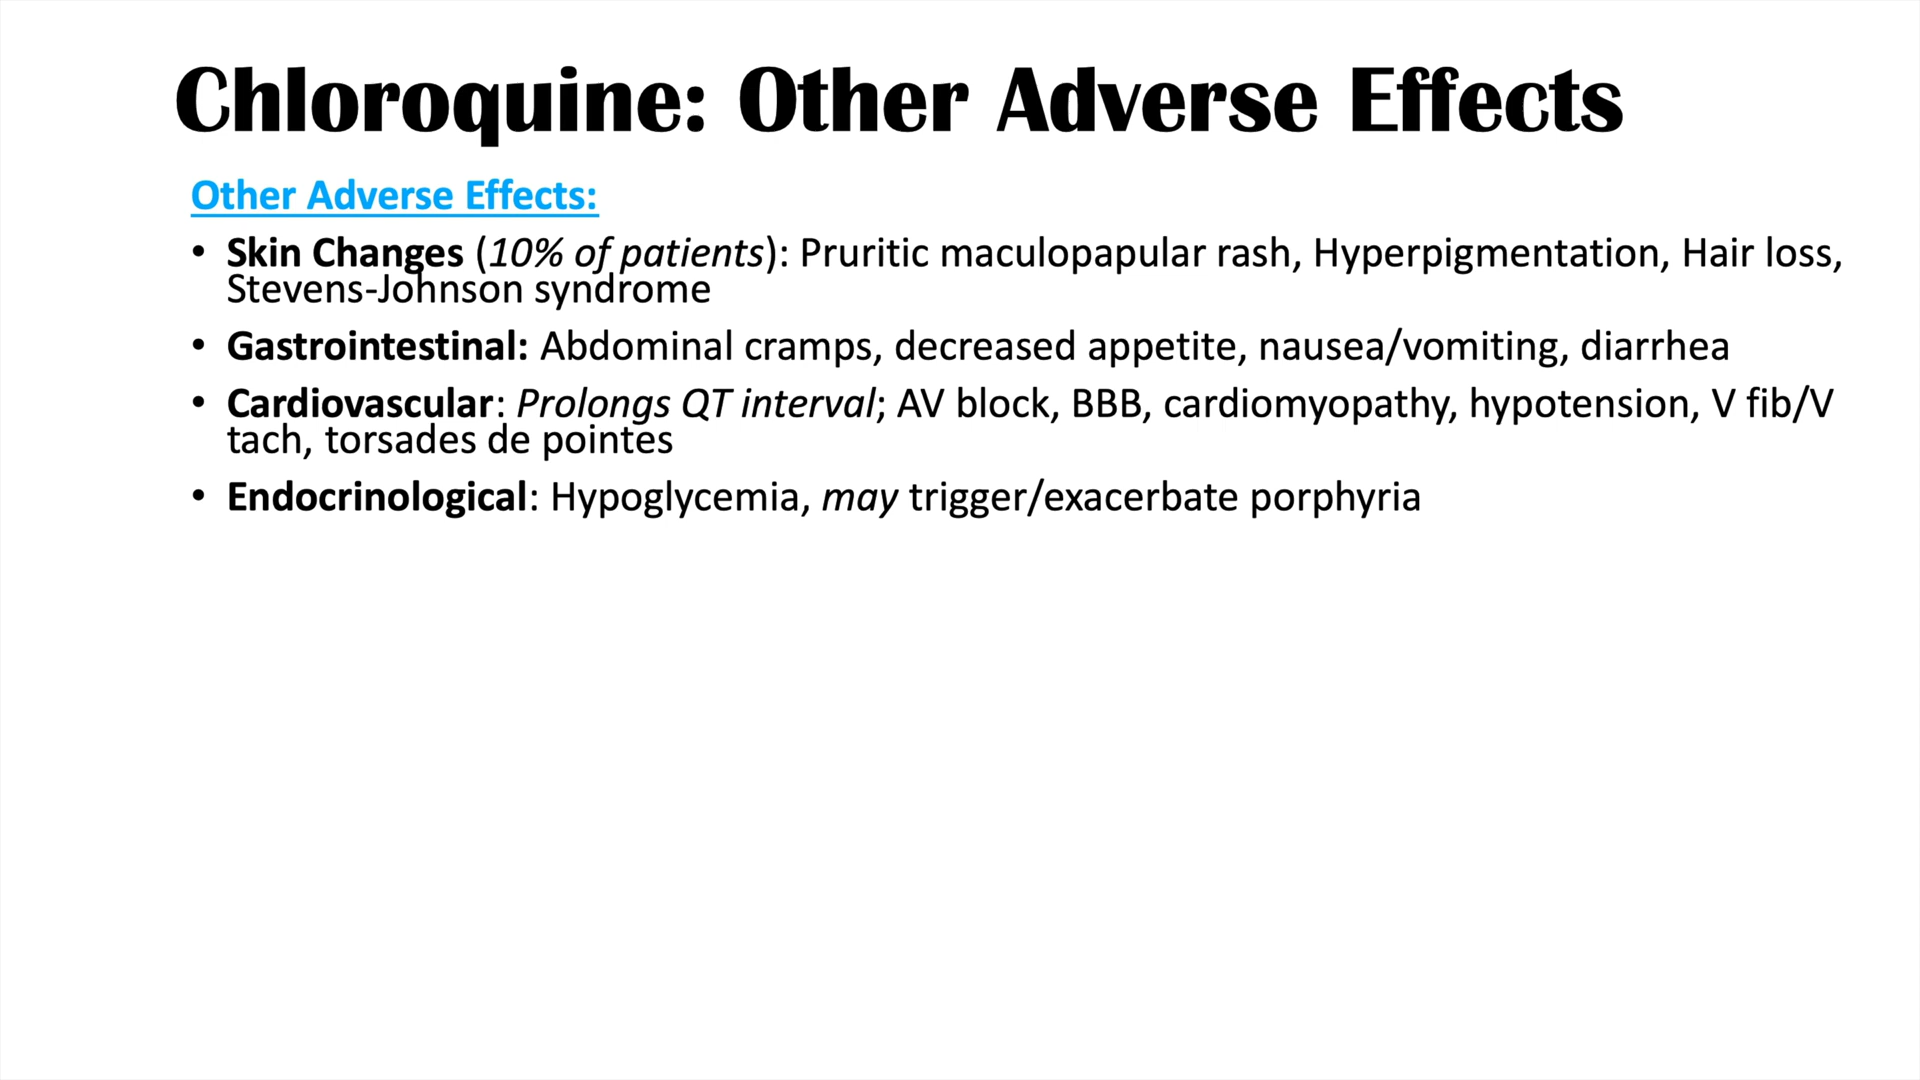 Chloroquine: Other Adverse Effects
Other Adverse Effects:
• Skin Changes (10% of patients): Pruritic maculopapular rash, Hyperpigmentation, Hair loss,
Stevens-Johnson syndrome
• Gastrointestinal: Abdominal cramps, decreased appetite, nausea/vomiting, diarrhea
• Cardiovascular: Prolongs QT interval; AV block, BBB, cardiomyopathy, hypotension, V fib/V
tach, torsades de pointes
• Endocrinological: Hypoglycemia, may trigger/exacerbate porphyria